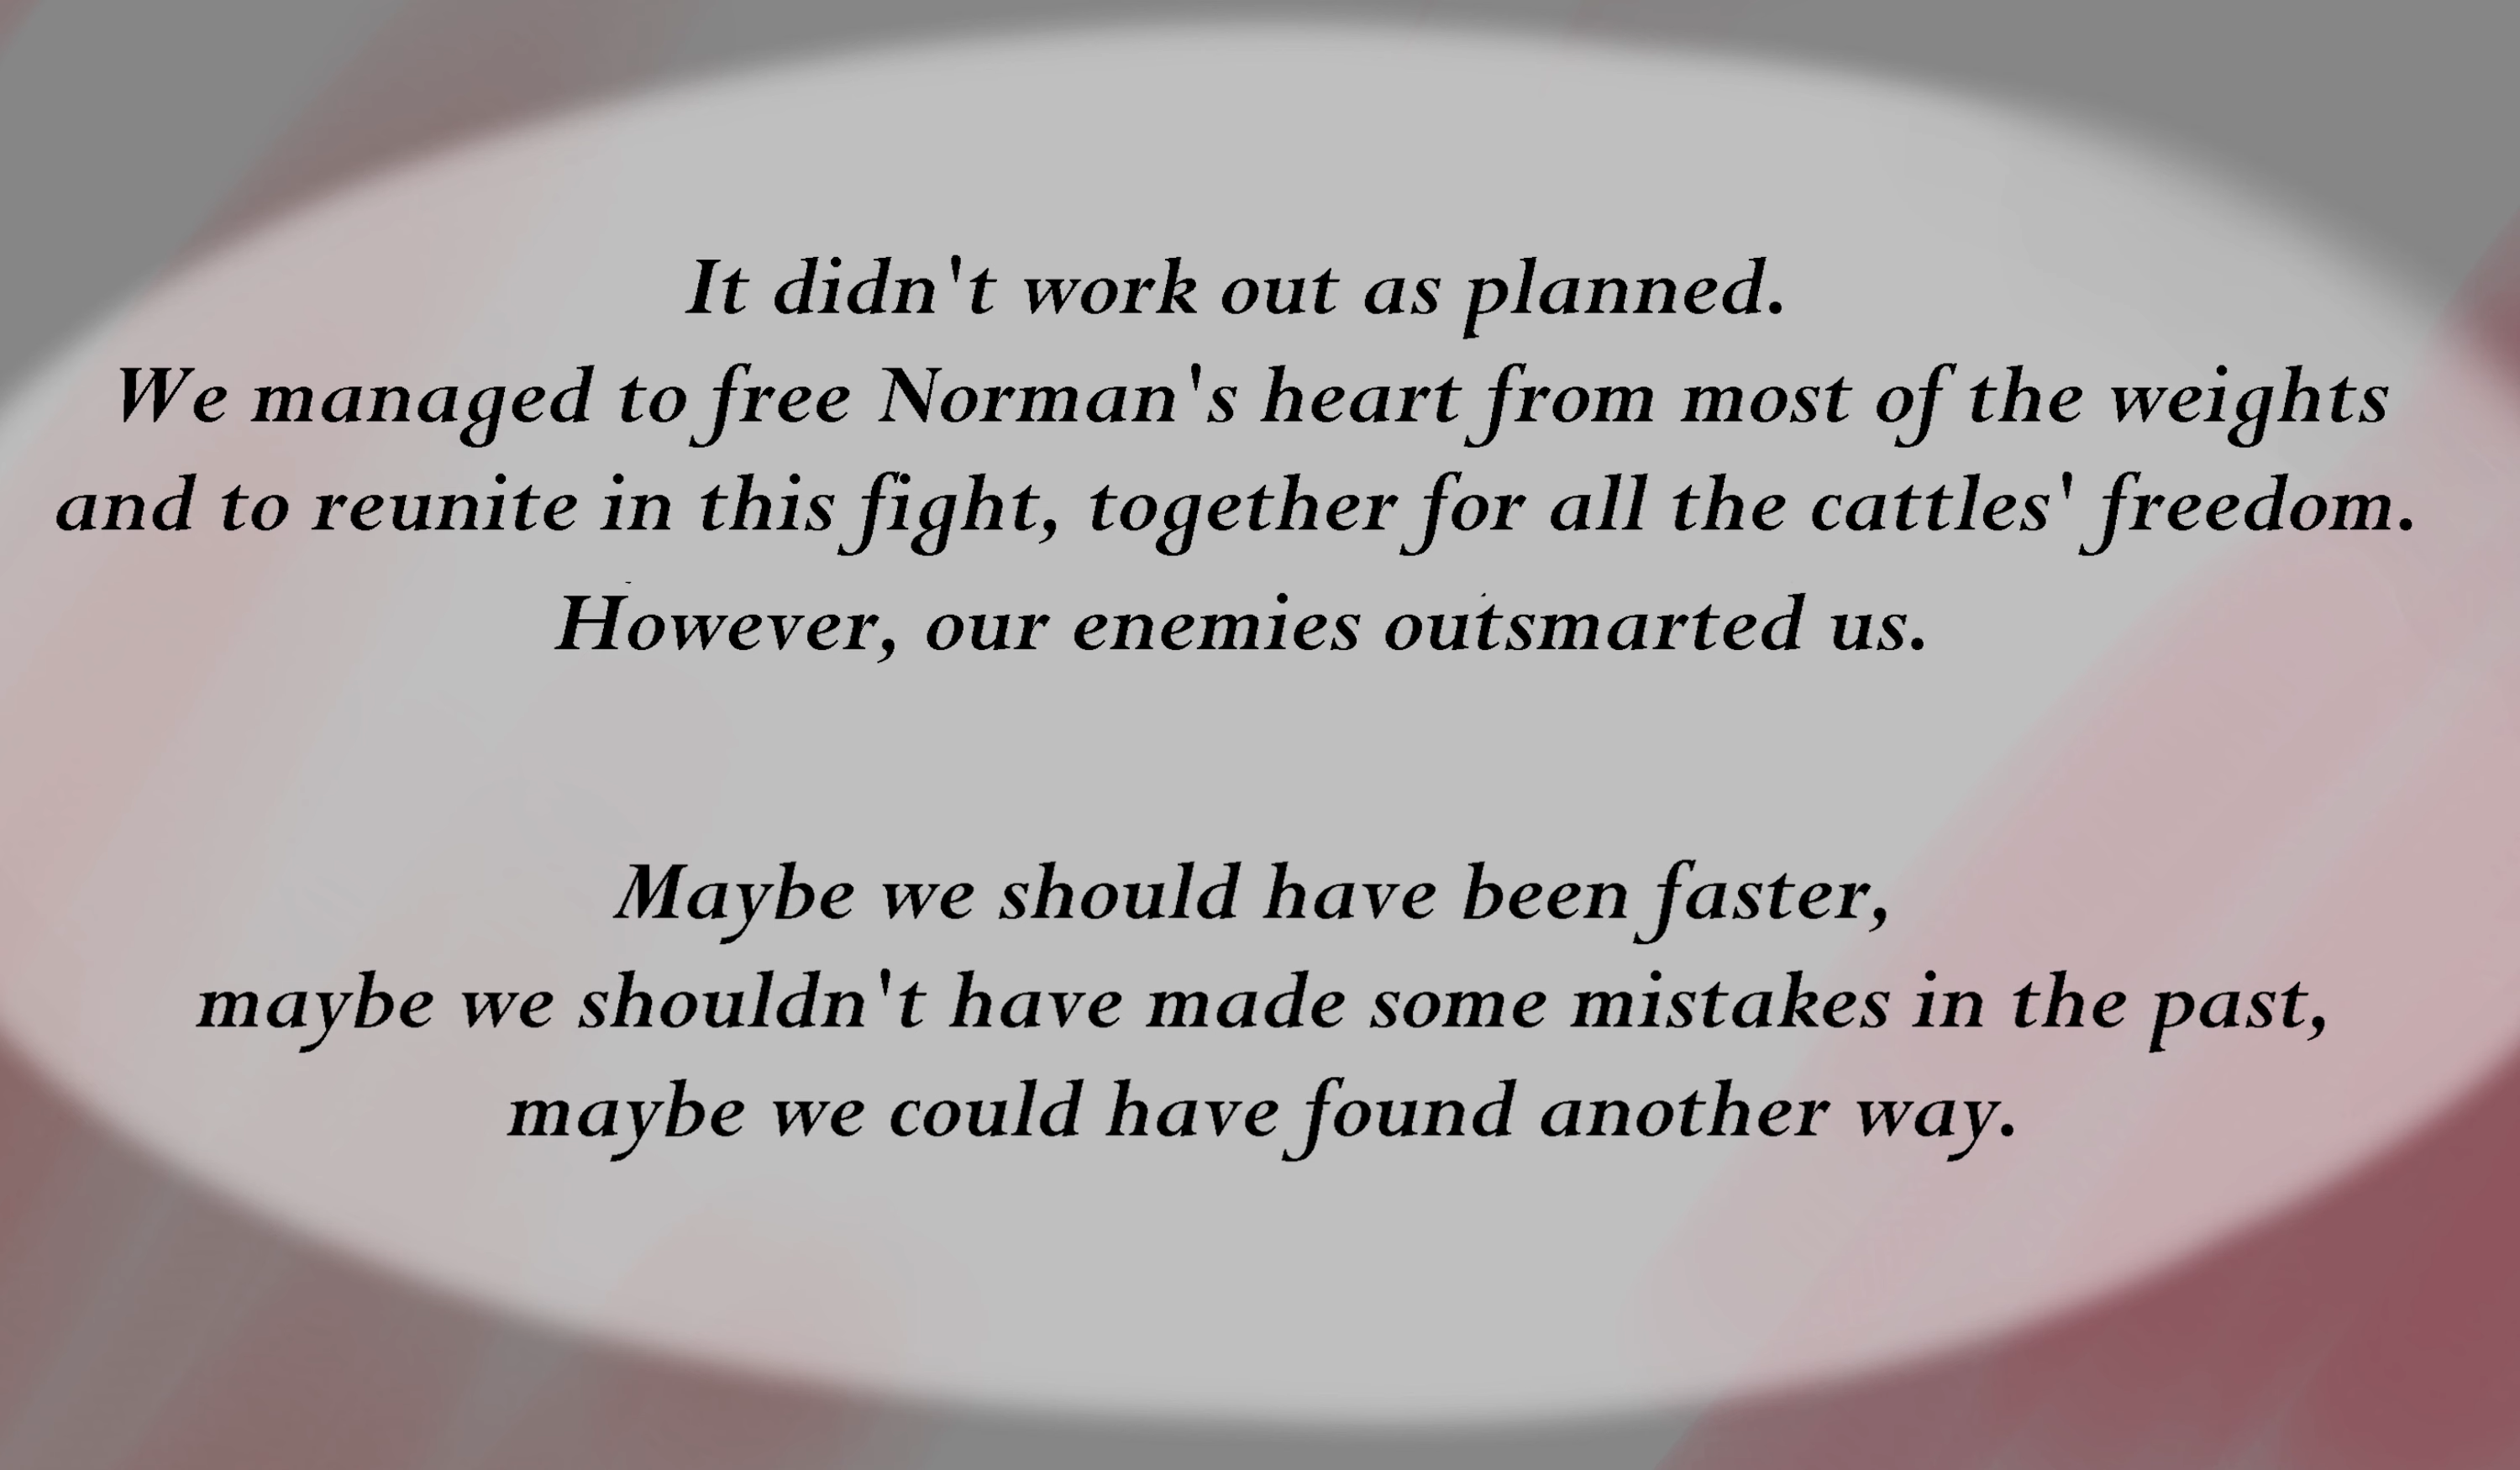 It didn't work out as planned.
We managed to free Norman's heart from most of the weights
and to reunite in this fight, together for all the cattles' freedom.
However, our enemies outsmarted us.
Maybe we should have been faster,
maybe we shouldn't have made some mistakes in the past,
maybe we could have found another way.